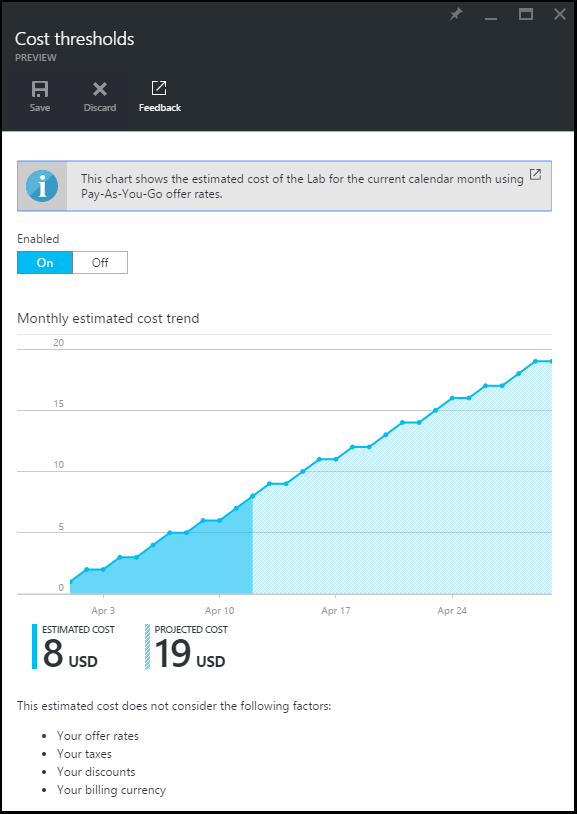 Cost thresholds
PREVIEW
Save Discard Feedback
This chart shows the estimated cost of the Lab for the current calendar month using
Pay-As-You-Go offer rates.
Enabled
On Off
Monthly estimated cost trend
20
15
10
5
0
Apr 3 Apr 10 Apr 17 Apr 24
ESTIMATED COST PROJECTED COST
8 USD 19 USD
This estimated cost does not consider the following factors:
• Your offer rates
• Your taxes
• Your discounts
• Your billing currency